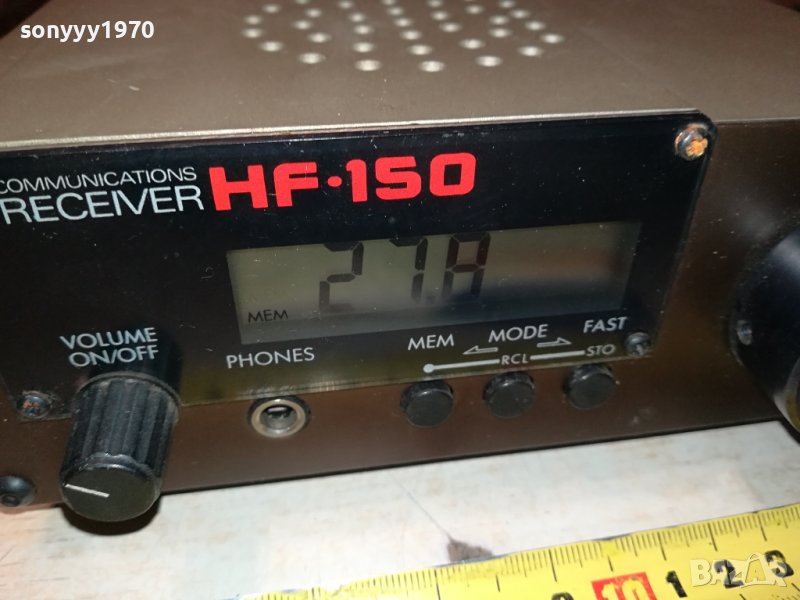 sonyyy1970
COMMUNICATIONS
RECEIVER HF·150
27.A
MEM
VOLUME
ON/OFF
PHONES
MEM MODE FAST
RCL STO
10 1 2 3
BAZAR